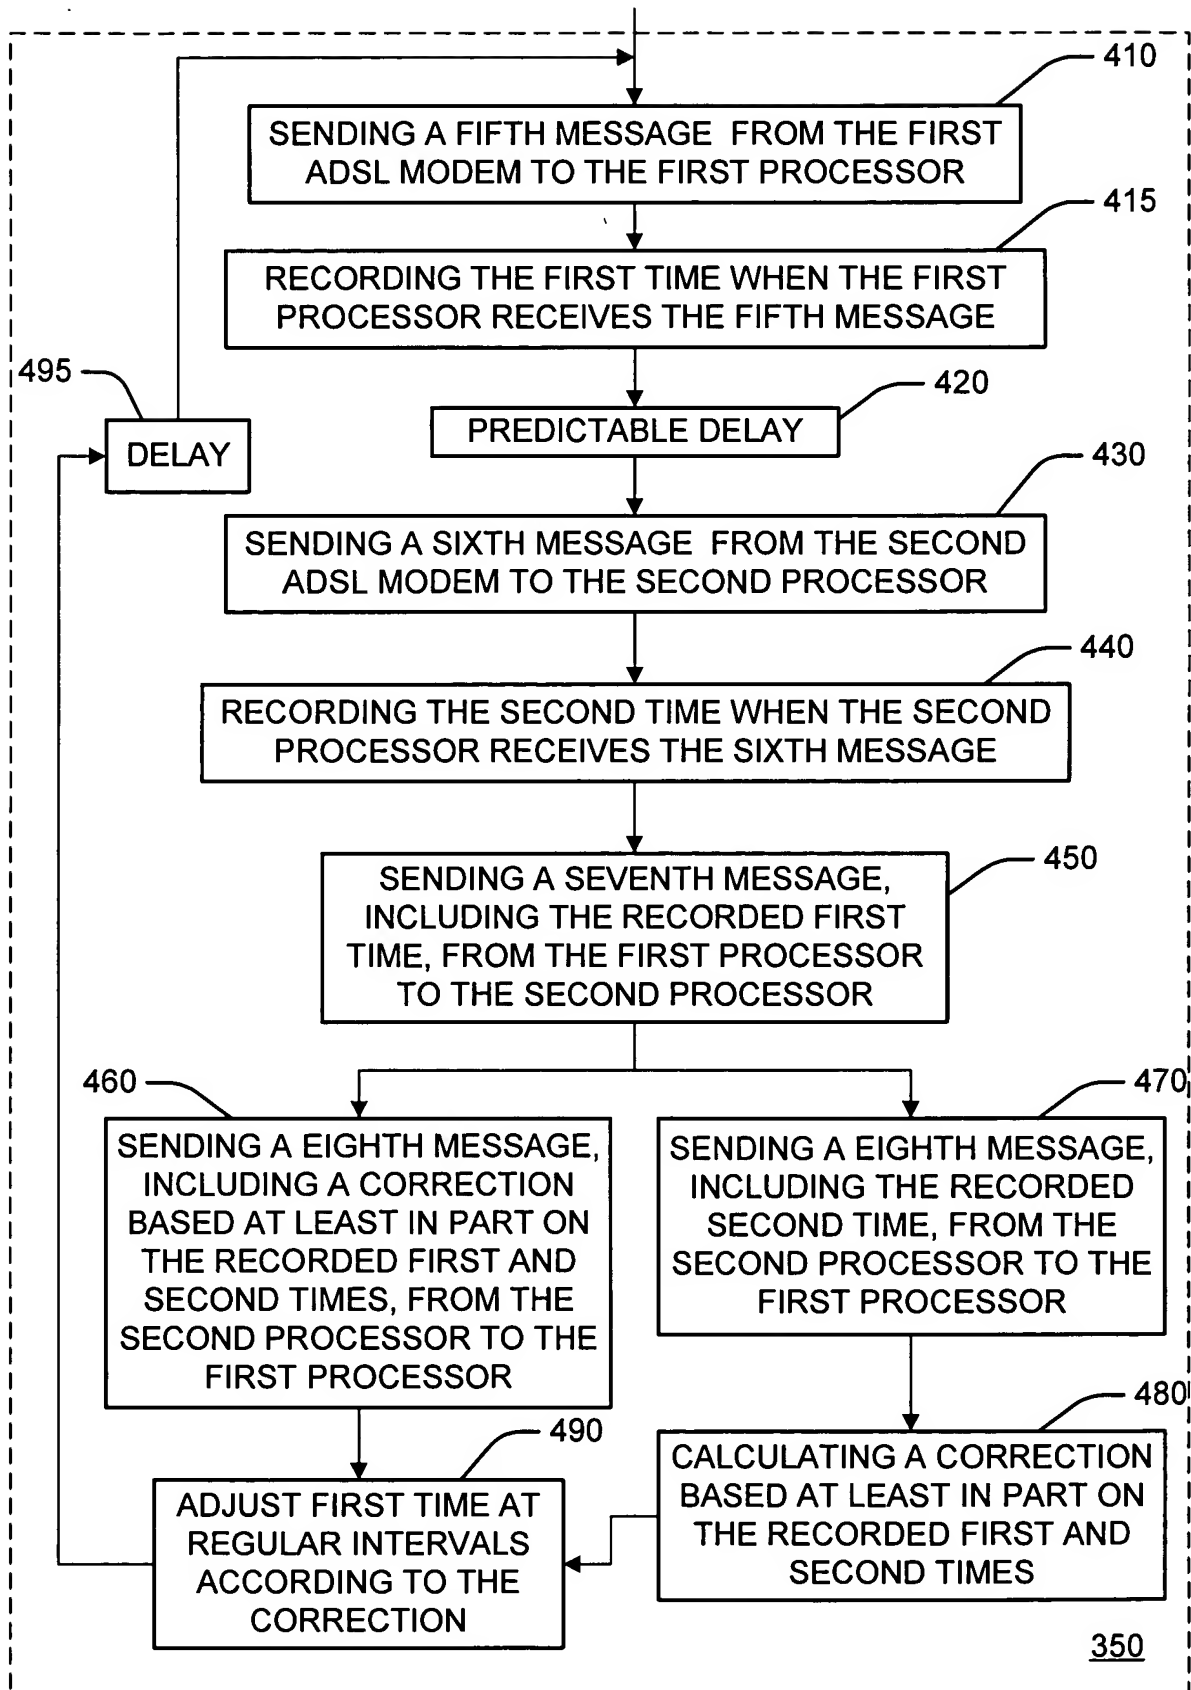 410
SENDING A FIFTH MESSAGE FROM THE FIRST
ADSL MODEM TO THE FIRST PROCESSOR
415
RECORDING THE FIRST TIME WHEN THE FIRST
PROCESSOR RECEIVES THE FIFTH MESSAGE
495
DELAY
420
PREDICTABLE DELAY
430
SENDING A SIXTH MESSAGE FROM THE SECOND
ADSL MODEM TO THE SECOND PROCESSOR
440
RECORDING THE SECOND TIME WHEN THE SECOND
PROCESSOR RECEIVES THE SIXTH MESSAGE
450
SENDING A SEVENTH MESSAGE,
INCLUDING THE RECORDED FIRST
TIME, FROM THE FIRST PROCESSOR
TO THE SECOND PROCESSOR
460
SENDING A EIGHTH MESSAGE,
INCLUDING A CORRECTION
BASED AT LEAST IN PART ON
THE RECORDED FIRST AND
SECOND TIMES, FROM THE
SECOND PROCESSOR TO THE
FIRST PROCESSOR
470
SENDING A EIGHTH MESSAGE,
INCLUDING THE RECORDED
SECOND TIME, FROM THE
SECOND PROCESSOR TO THE
FIRST PROCESSOR
480
CALCULATING A CORRECTION
BASED AT LEAST IN PART ON
THE RECORDED FIRST AND
SECOND TIMES
490
ADJUST FIRST TIME AT
REGULAR INTERVALS
ACCORDING TO THE
CORRECTION
350